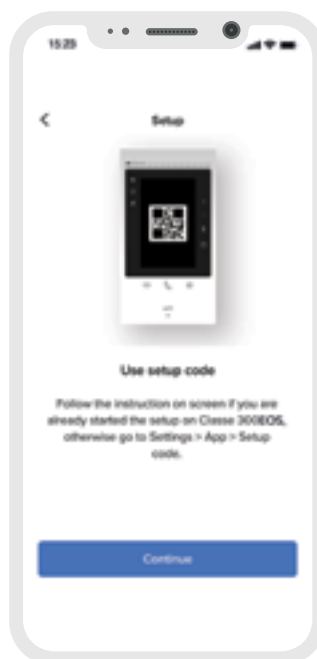 15:25
Setup
Use setup code
Follow the instruction on screen if you are
already started the setup on Classe 300EOS,
otherwise go to Settings > App > Setup
code.
Continue